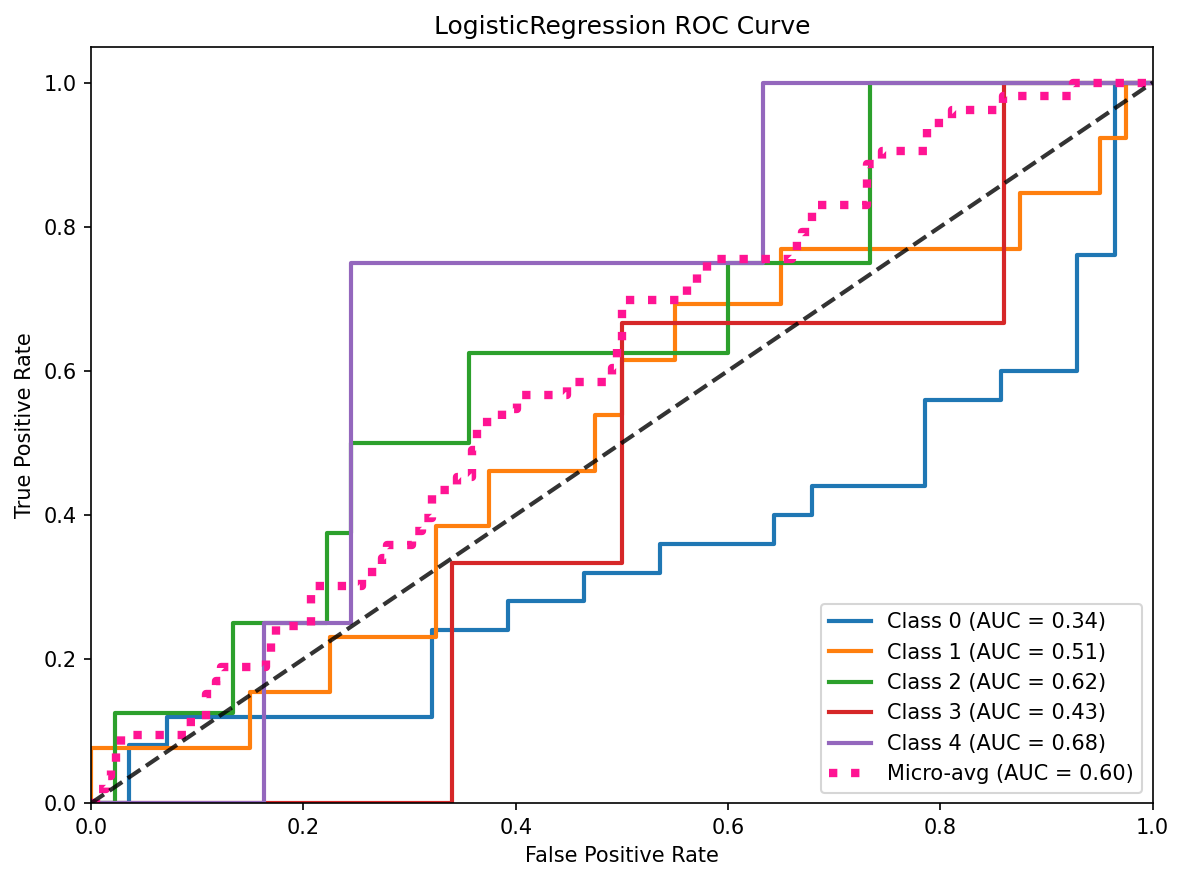 LogisticRegression ROC Curve
True Positive Rate
1.0
0.8
0.6
0.4
0.2
0.0
Class 0 (AUC = 0.34)
Class 1 (AUC = 0.51)
Class 2 (AUC = 0.62)
Class 3 (AUC = 0.43)
Class 4 (AUC = 0.68)
Micro-avg (AUC = 0.60)
0.0 0.2 0.4 0.6 0.8 1.0
False Positive Rate